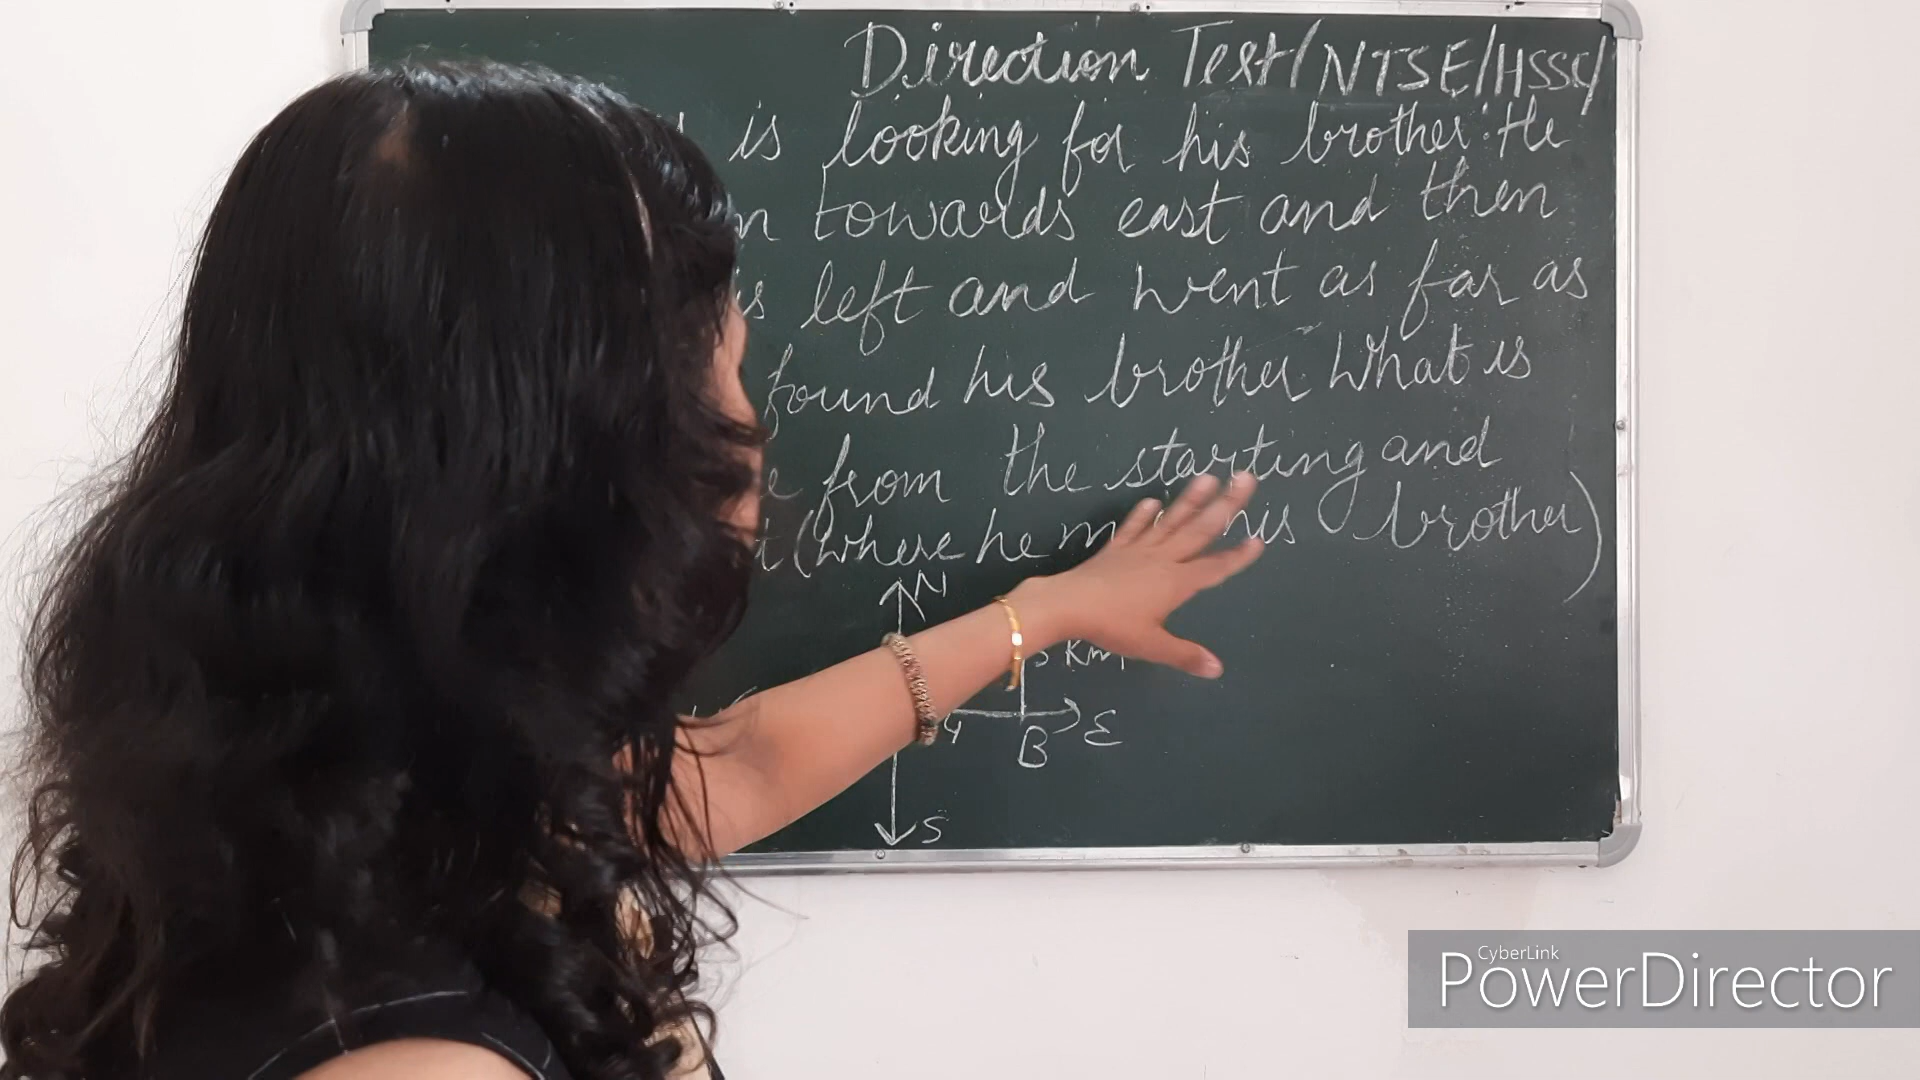 Direction Test/NTSE/HSSC/
is looking for his brother. He
towards east and then
left and went as far as
found his brother. What is
from the starting and
(where he his brother)
N
Km
B E
S
CyberLink
PowerDirector